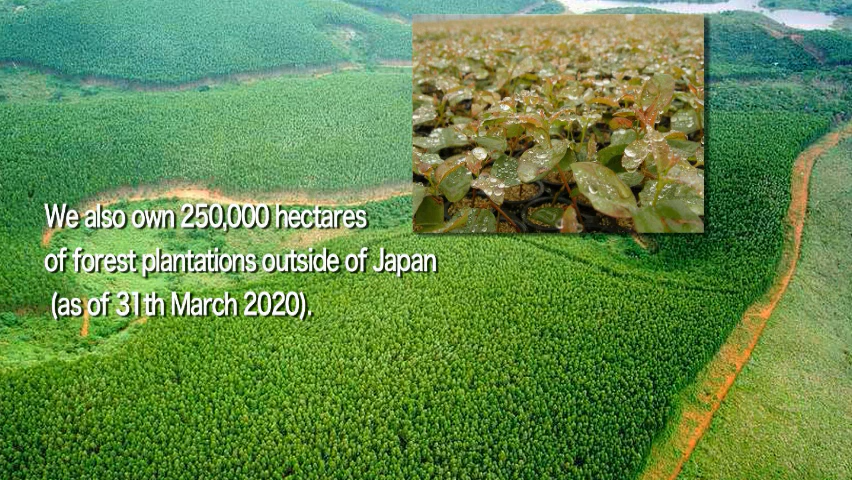 We also own 250,000 hectares
of forest plantations outside of Japan
(as of 31th March 2020).